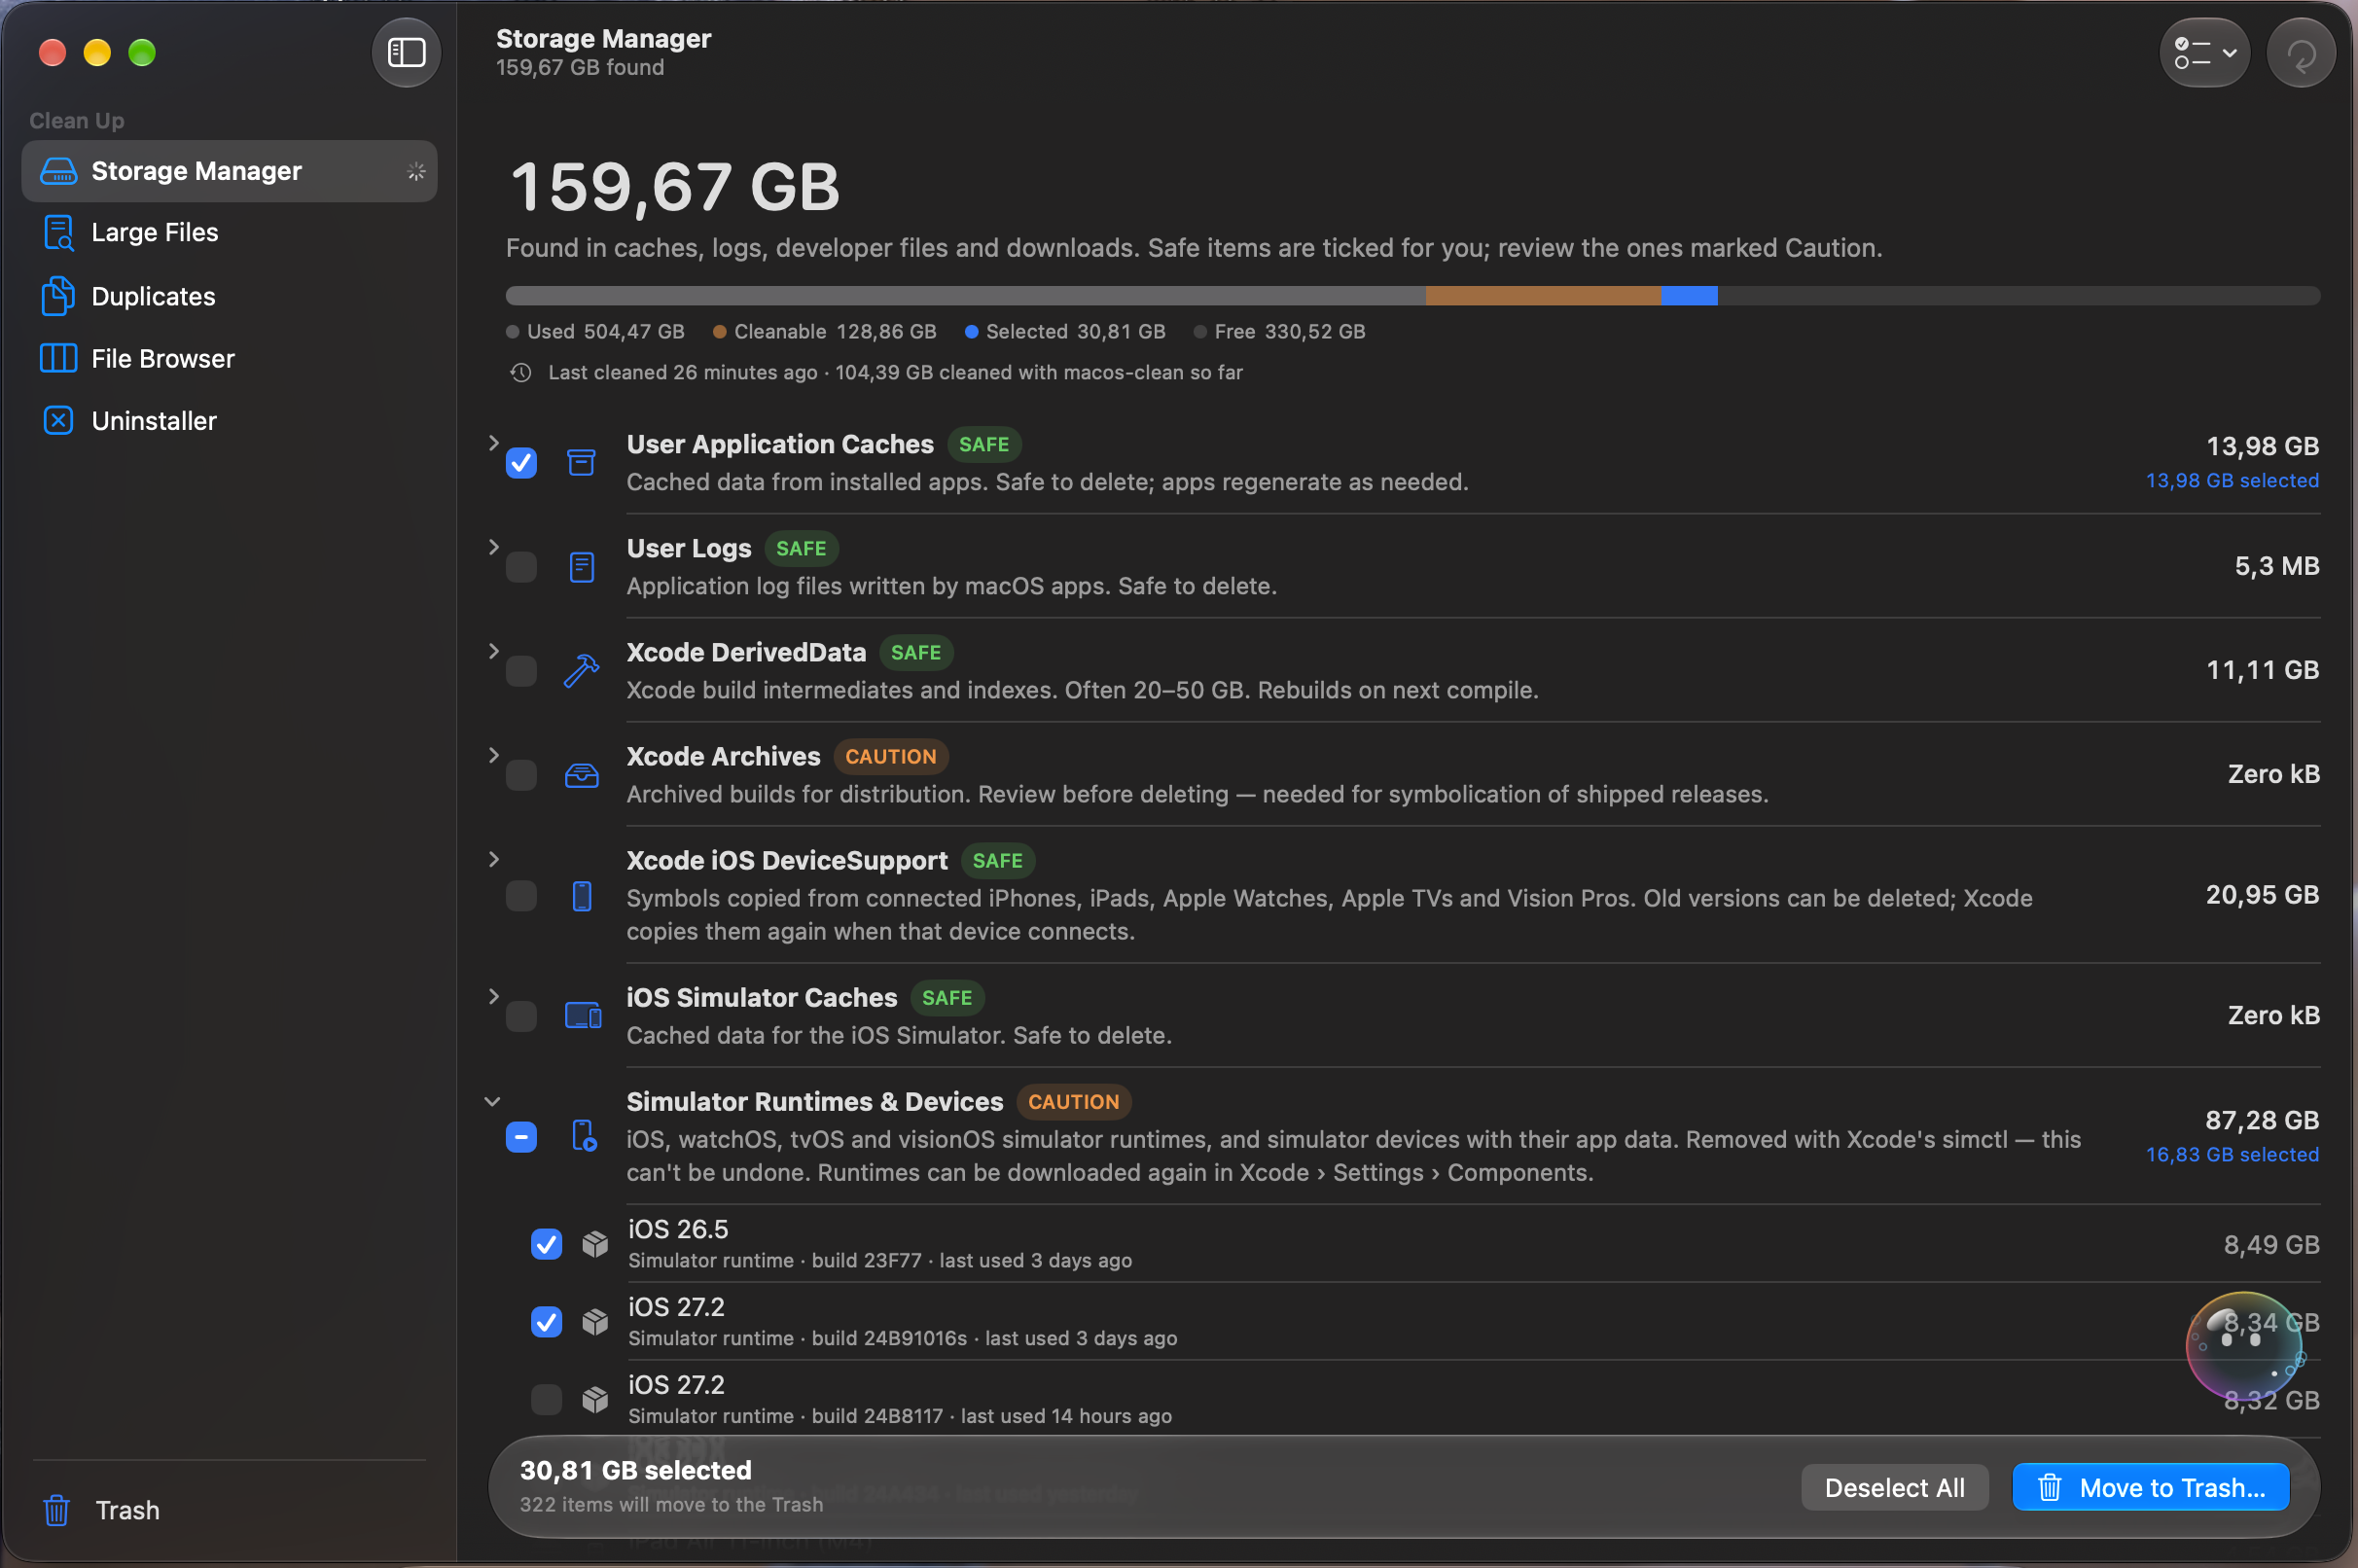 Storage Manager
159,67 GB found
Clean Up
Storage Manager
Large Files
Duplicates
File Browser
Uninstaller
Trash
159,67 GB
Found in caches, logs, developer files and downloads. Safe items are ticked for you; review the ones marked Caution.
Used 504,47 GB Cleanable 128,86 GB Selected 30,81 GB Free 330,52 GB
Last cleaned 26 minutes ago · 104,39 GB cleaned with macos-clean so far
User Application Caches SAFE
13,98 GB
Cached data from installed apps. Safe to delete; apps regenerate as needed.
13,98 GB selected
User Logs SAFE
5,3 MB
Application log files written by macOS apps. Safe to delete.
Xcode DerivedData SAFE
11,11 GB
Xcode build intermediates and indexes. Often 20–50 GB. Rebuilds on next compile.
Xcode Archives CAUTION
Zero kB
Archived builds for distribution. Review before deleting — needed for symbolication of shipped releases.
Xcode iOS DeviceSupport SAFE
20,95 GB
Symbols copied from connected iPhones, iPads, Apple Watches, Apple TVs and Vision Pros. Old versions can be deleted; Xcode
copies them again when that device connects.
iOS Simulator Caches SAFE
Zero kB
Cached data for the iOS Simulator. Safe to delete.
Simulator Runtimes & Devices CAUTION
87,28 GB
iOS, watchOS, tvOS and visionOS simulator runtimes, and simulator devices with their app data. Removed with Xcode's simctl — this
16,83 GB selected
can't be undone. Runtimes can be downloaded again in Xcode › Settings › Components.
iOS 26.5
8,49 GB
Simulator runtime · build 23F77 · last used 3 days ago
iOS 27.2
8,34 GB
Simulator runtime · build 24B91016s · last used 3 days ago
iOS 27.2
8,32 GB
Simulator runtime · build 24B8117 · last used 14 hours ago
30,81 GB selected
322 items will move to the Trash
Deselect All
Move to Trash...